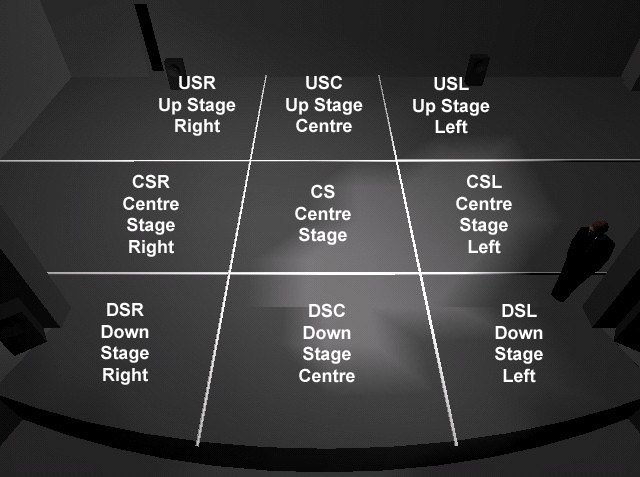 USR
Up Stage
Right
USC
Up Stage
Centre
USL
Up Stage
Left
CSR
Centre
Stage
Right
CS
Centre
Stage
CSL
Centre
Stage
Left
DSR
Down
Stage
Right
DSC
Down
Stage
Centre
DSL
Down
Stage
Left